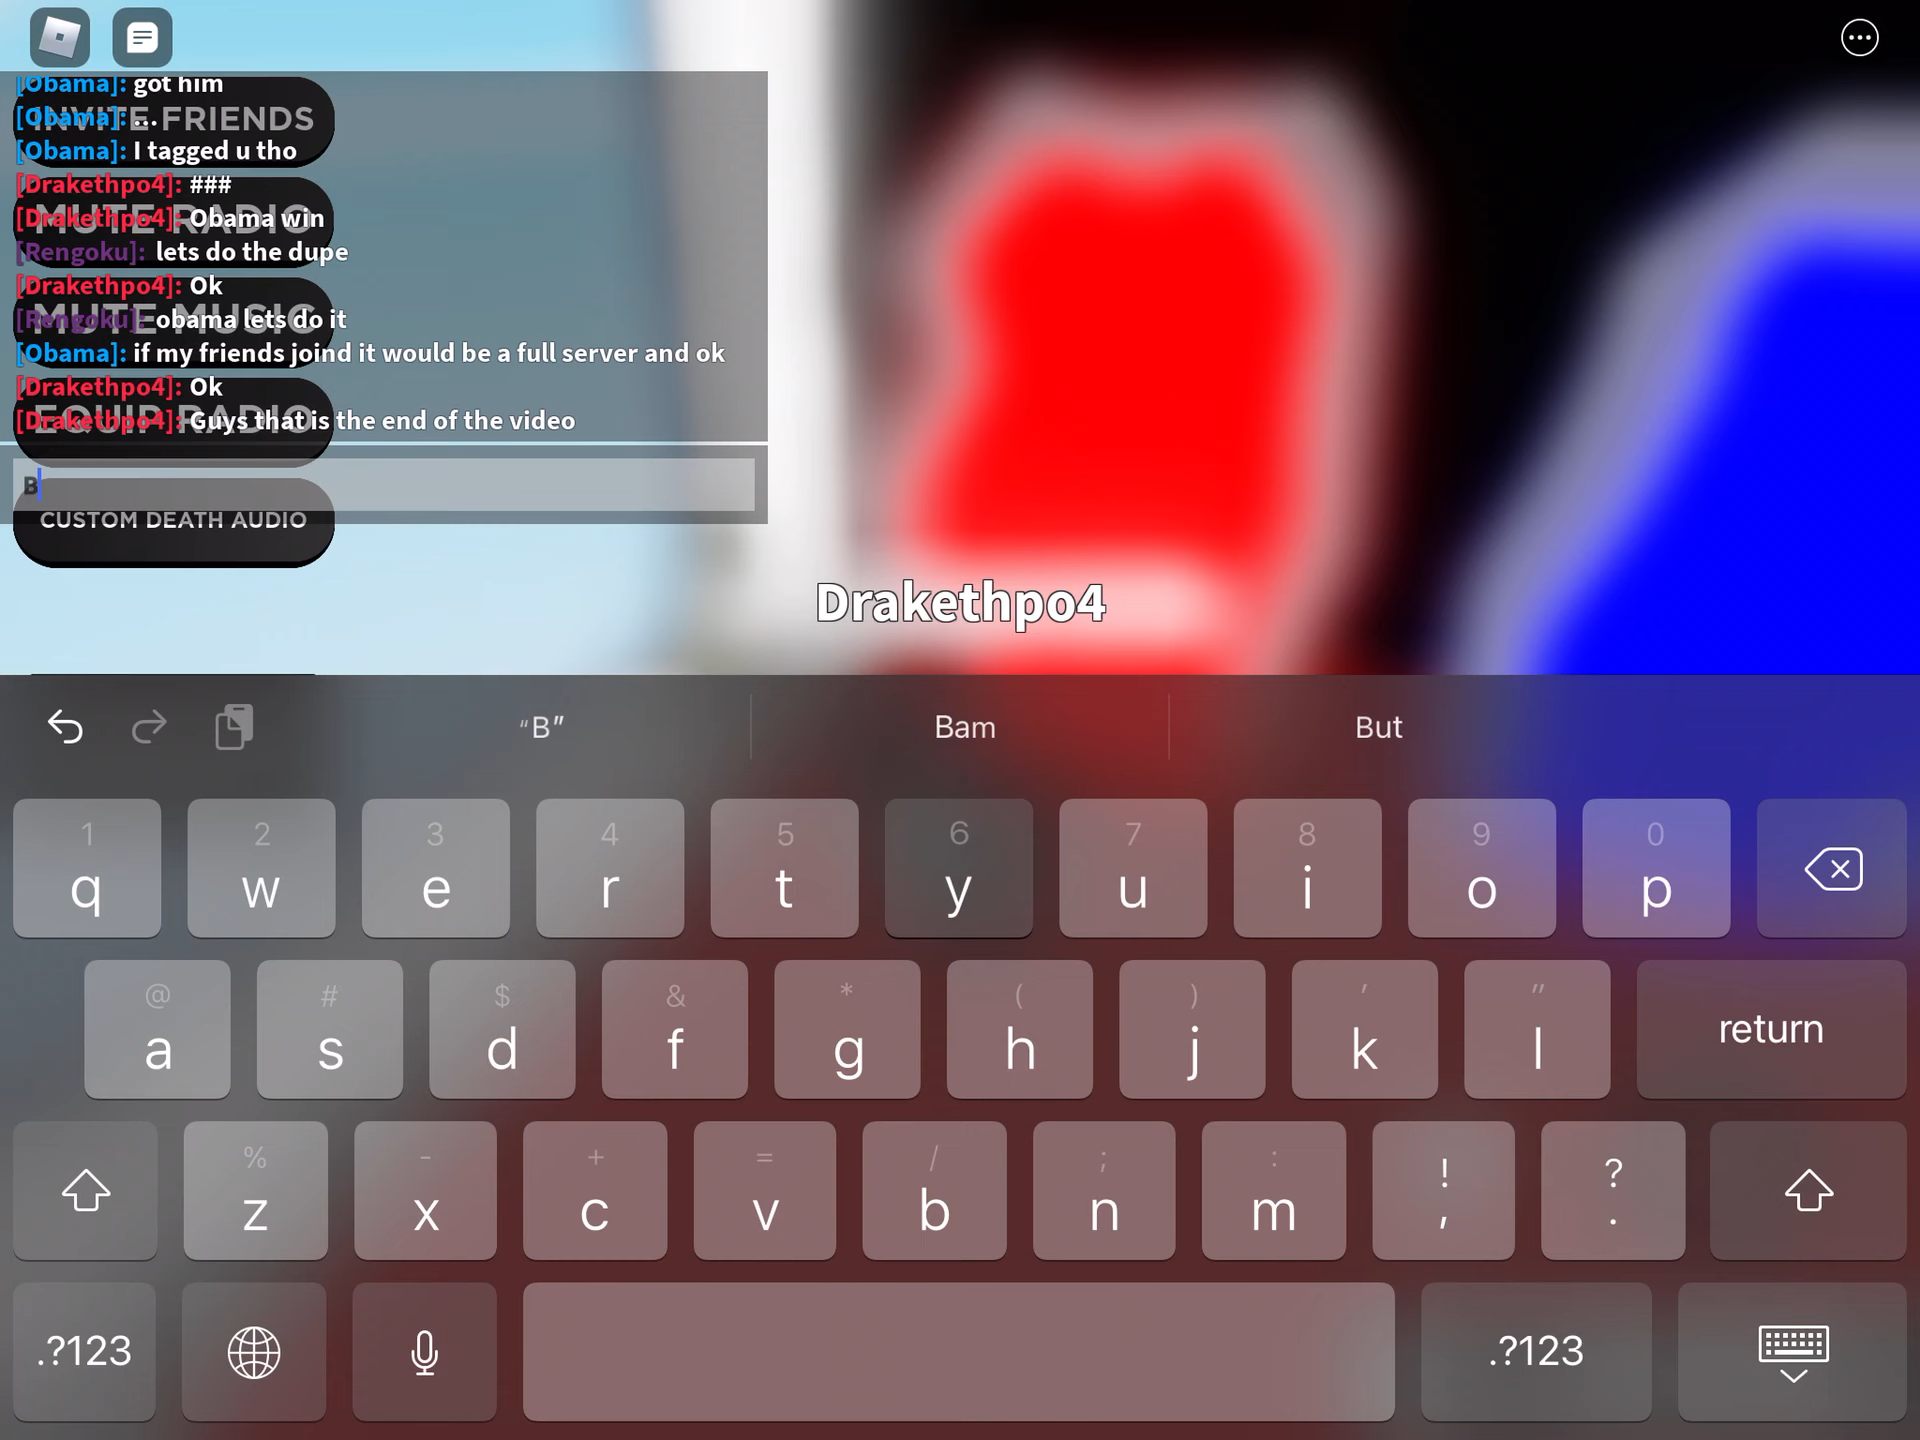 [Obama]: got him
[Obama]: ...
INVITE FRIENDS
[Obama]: I tagged u tho
[Drakethpo4]: ###
[Drakethpo4]: Obama win
MUTE RADIO
[Rengoku]: lets do the dupe
[Drakethpo4]: Ok
[Rengoku]: obama lets do it
MUTE MUSIC
[Obama]: if my friends joind it would be a full server and ok
[Drakethpo4]: Ok
[Drakethpo4]: Guys that is the end of the video
EQUIP RADIO
B
CUSTOM DEATH AUDIO
Drakethpo4
“B” Bam But
1 2 3 4 5 6 7 8 9 0
q w e r t y u i o p
@ # $ & * ( ) ' "
a s d f g h j k l return
% - + = / ; : ! ?
z x c v b n m , .
.?123 .?123